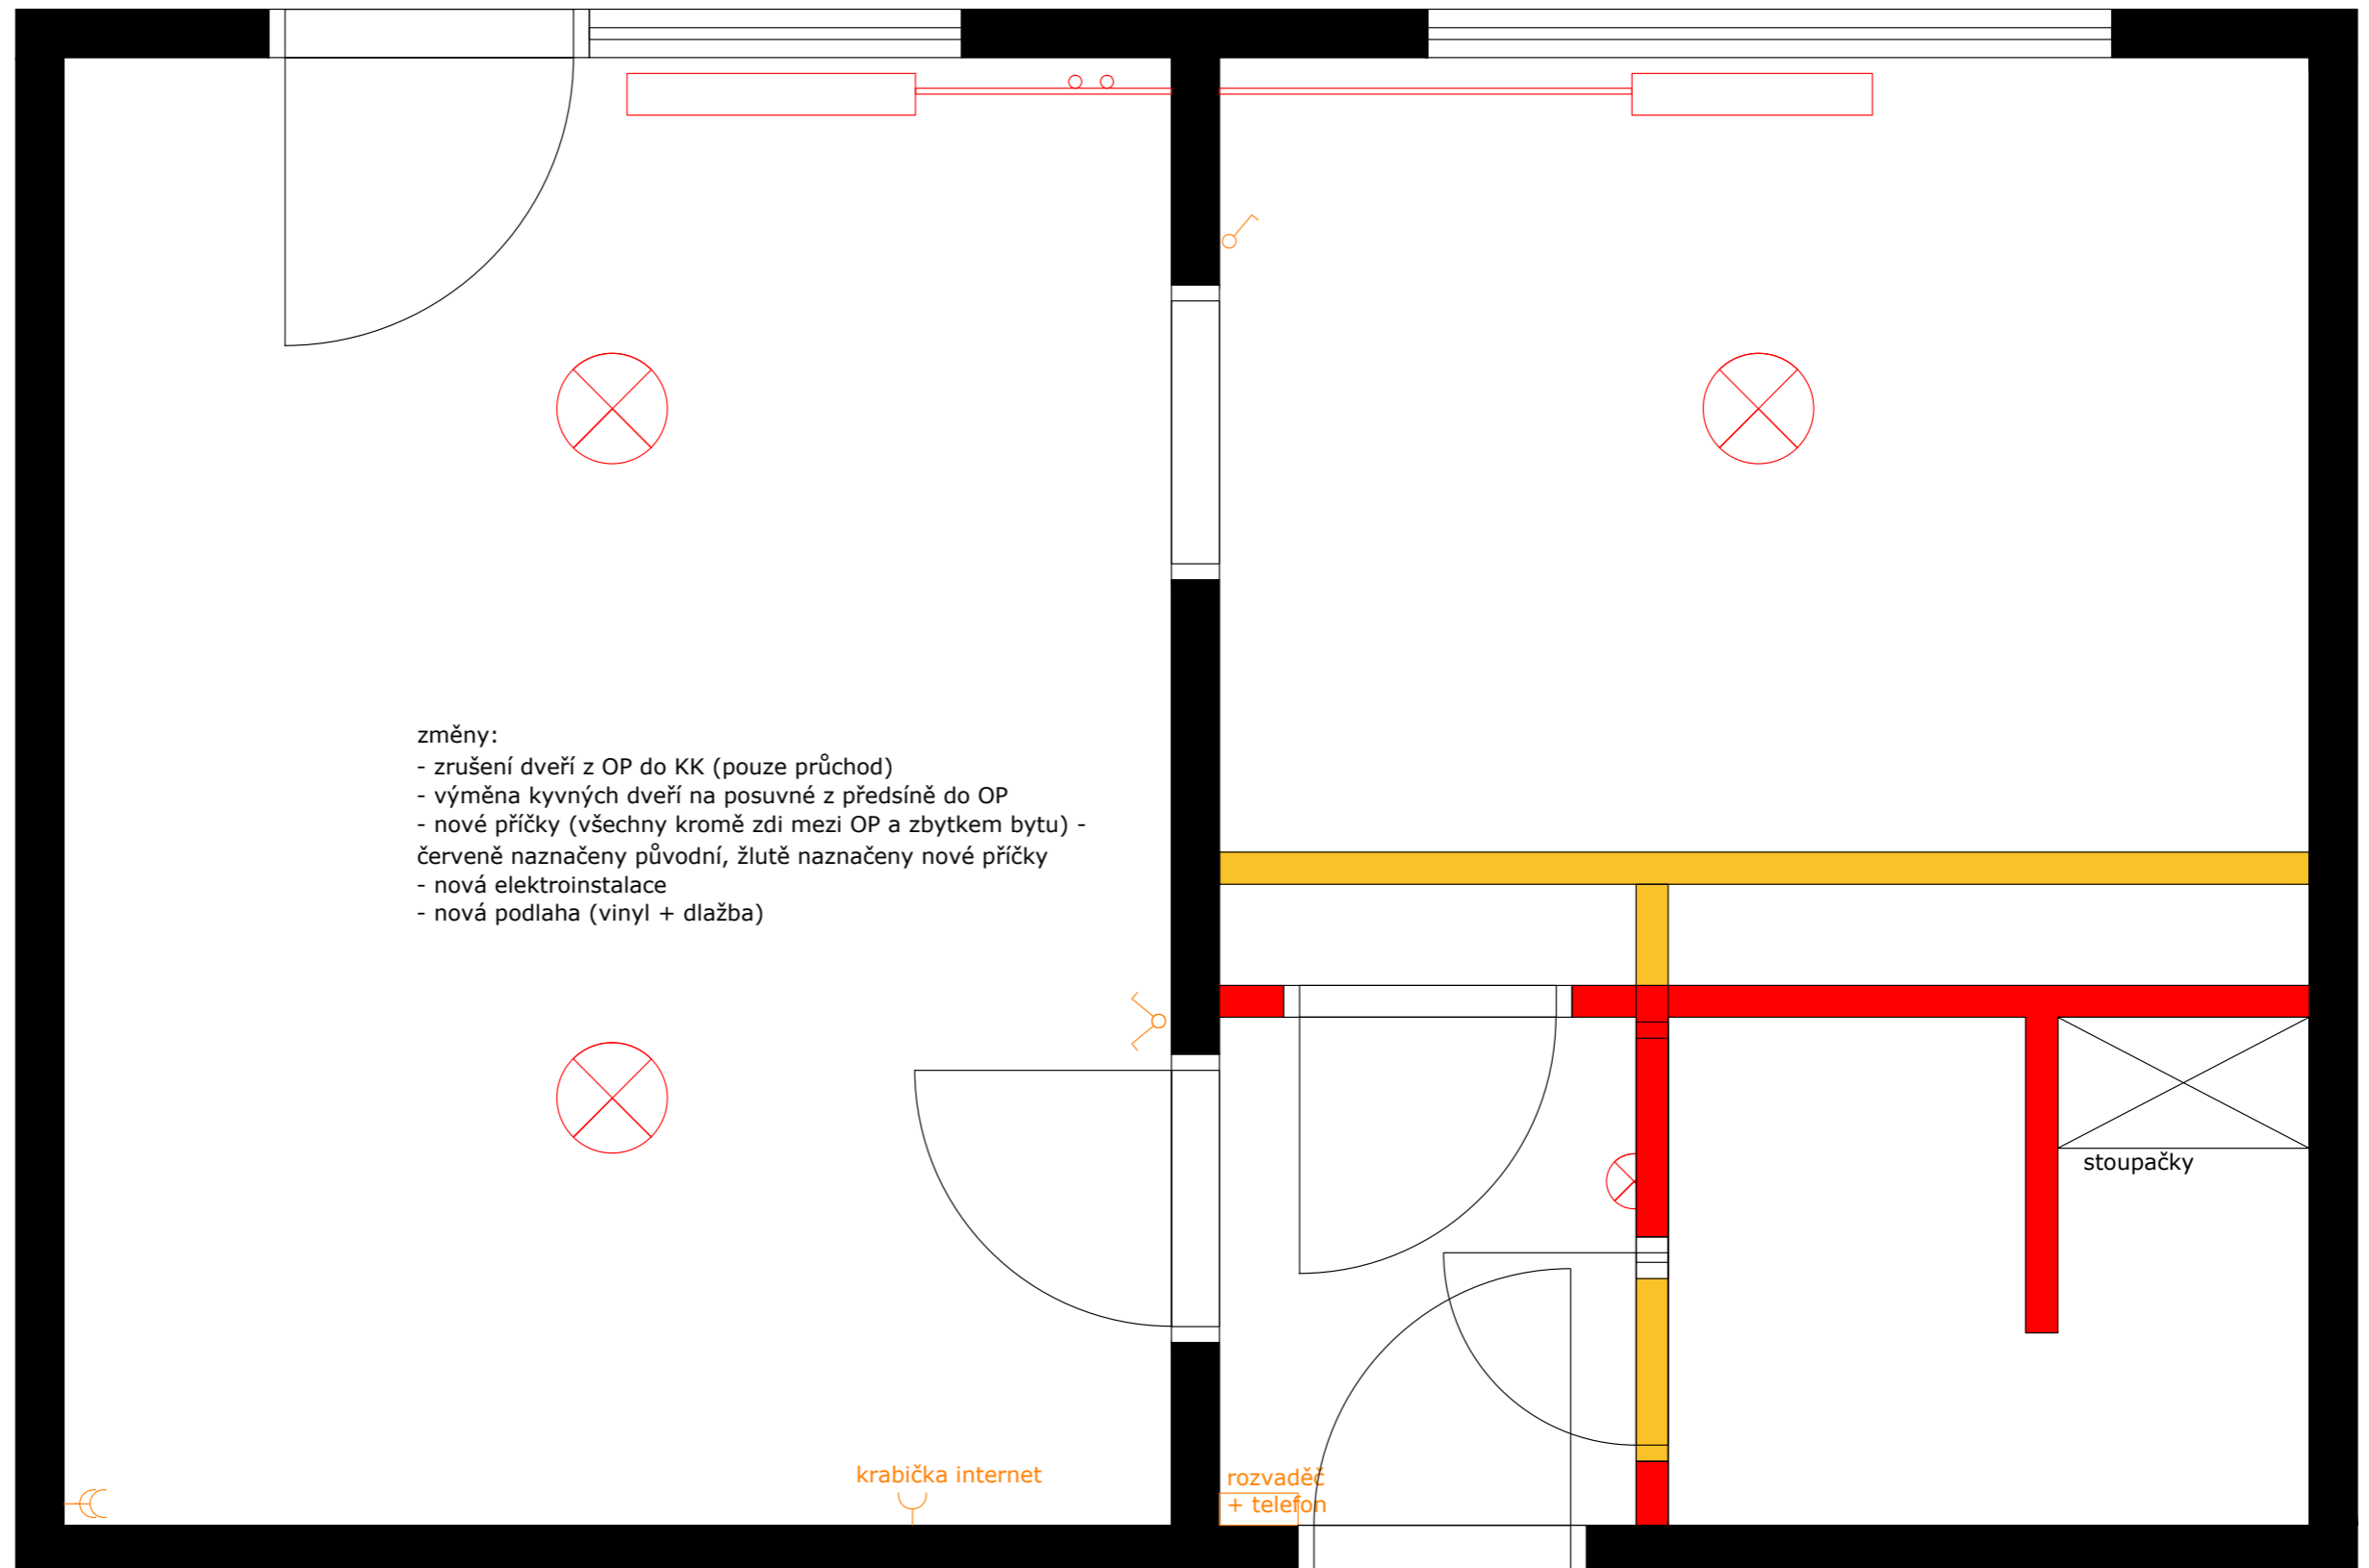 změny:
- zrušení dveří z OP do KK (pouze průchod)
- výměna kyvných dveří na posuvné z předsíně do OP
- nové příčky (všechny kromě zdi mezi OP a zbytkem bytu) -
červeně naznačeny původní, žlutě naznačeny nové příčky
- nová elektroinstalace
- nová podlaha (vinyl + dlažba)
stoupačky
krabička internet
rozvaděč
+ telefon